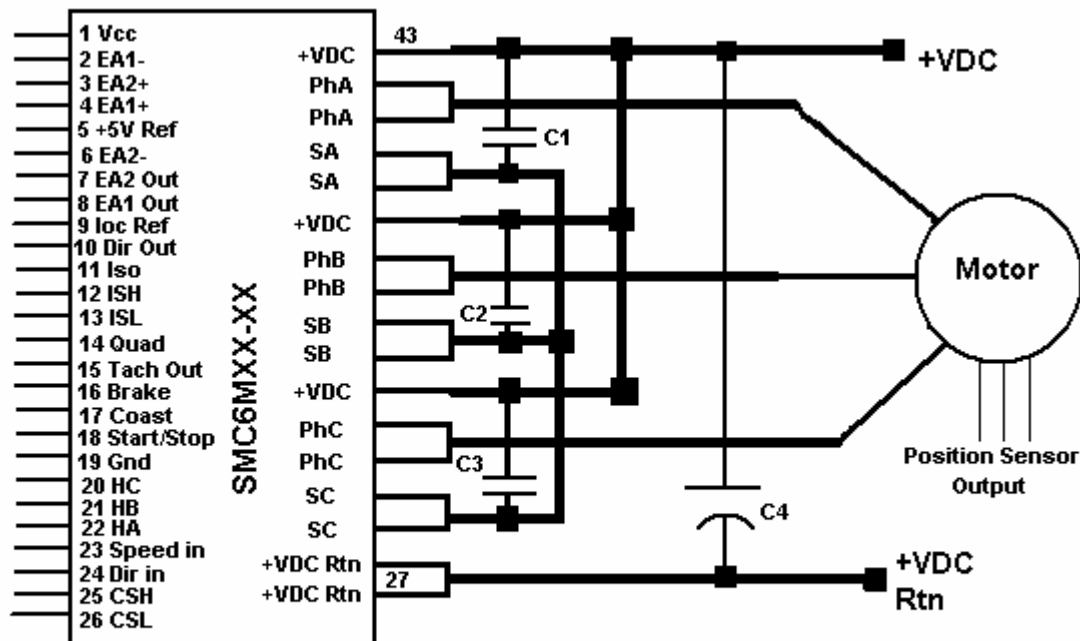 1 Vcc
2 EA1-
3 EA2+
4 EA1+
5 +5V Ref
6 EA2-
7 EA2 Out
8 EA1 Out
9 Ioc Ref
10 Dir Out
11 Iso
12 ISH
13 ISL
14 Quad
15 Tach Out
16 Brake
17 Coast
18 Start/Stop
19 Gnd
20 HC
21 HB
22 HA
23 Speed in
24 Dir in
25 CSH
26 CSL
SMC6MXX-XX
+VDC
PhA
PhA
SA
SA
+VDC
PhB
PhB
SB
SB
+VDC
PhC
PhC
SC
SC
+VDC Rtn
+VDC Rtn
43
27
C1
C2
C3
C4
+VDC
Motor
Position Sensor
Output
+VDC
Rtn